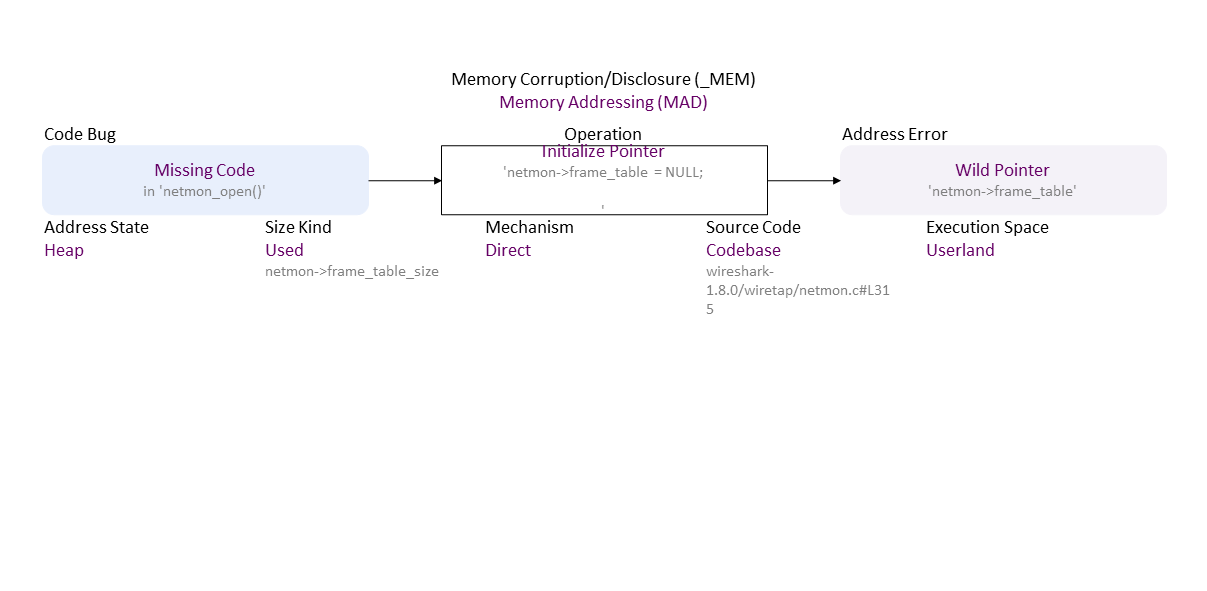 Memory Corruption/Disclosure (_MEM)
Memory Addressing (MAD)
Code Bug
Operation
Address Error
Missing Code
in 'netmon_open()'
Initialize Pointer
'netmon->frame_table = NULL;
'
Wild Pointer
'netmon->frame_table'
Address State
Heap
Size Kind
Used
netmon->frame_table_size
Mechanism
Direct
Source Code
Codebase
wireshark-
1.8.0/wiretap/netmon.c#L31
5
Execution Space
Userland